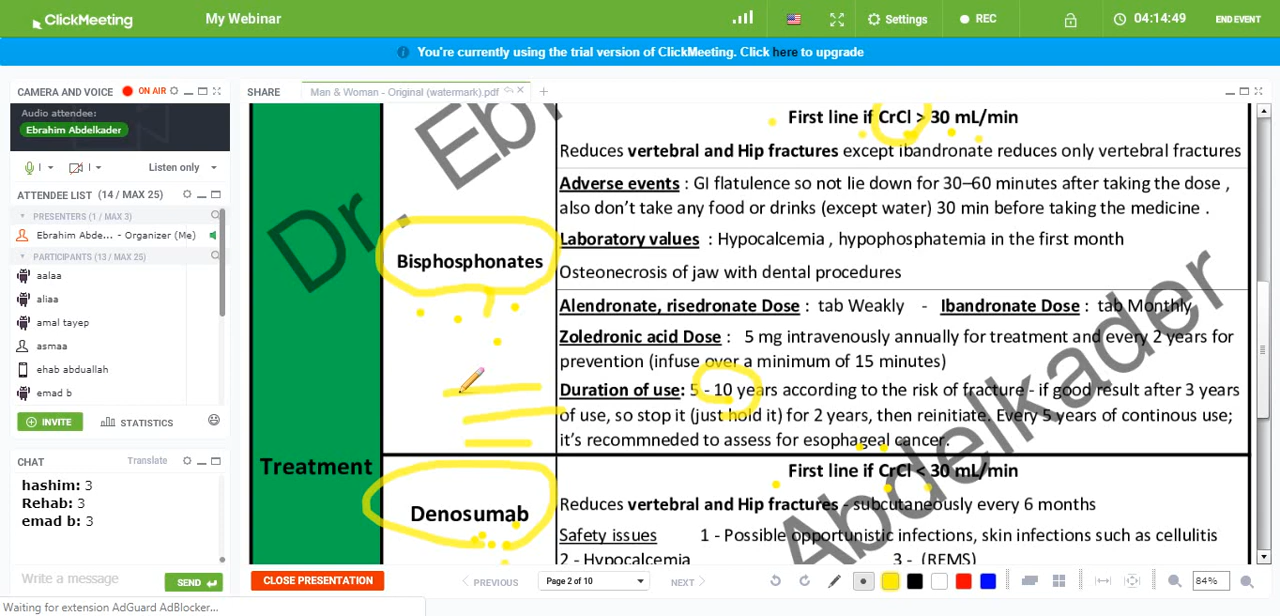 ClickMeeting
My Webinar
Settings
REC
04:14:49
END EVENT
You're currently using the trial version of ClickMeeting. Click here to upgrade
CAMERA AND VOICE
ON AIR
Audio attendee:
Ebrahim Abdelkader
Listen only
ATTENDEE LIST (14 / MAX 25)
PRESENTERS (1 / MAX 3)
Ebrahim Abde... - Organizer (Me)
PARTICIPANTS (13 / MAX 25)
aalaa
aliaa
amal tayep
asmaa
ehab abduallah
emad b
INVITE
STATISTICS
CHAT
Translate
hashim: 3
Rehab: 3
emad b: 3
Write a message
SEND
SHARE
Man & Woman - Original (watermark).pdf
First line if CrCl > 30 mL/min
Reduces vertebral and Hip fractures except ibandronate reduces only vertebral fractures
Adverse events : GI flatulence so not lie down for 30–60 minutes after taking the dose ,
also don't take any food or drinks (except water) 30 min before taking the medicine .
Bisphosphonates
Laboratory values : Hypocalcemia , hypophosphatemia in the first month
Osteonecrosis of jaw with dental procedures
Alendronate, risedronate Dose : tab Weekly - Ibandronate Dose : tab Monthly
Zoledronic acid Dose : 5 mg intravenously annually for treatment and every 2 years for
prevention (infuse over a minimum of 15 minutes)
Duration of use: 5 - 10 years according to the risk of fracture - if good result after 3 years
of use, so stop it (just hold it) for 2 years, then reinitiate. Every 5 years of continous use;
it's recommneded to assess for esophageal cancer.
Treatment
First line if CrCl < 30 mL/min
Denosumab
Reduces vertebral and Hip fractures - subcutaneously every 6 months
Safety issues 1 - Possible opportunistic infections, skin infections such as cellulitis
2 - Hypocalcemia 3 - (REMS)
Dr. Eb
Abdelkader
CLOSE PRESENTATION
PREVIOUS
Page 2 of 10
NEXT
84%
Waiting for extension AdGuard AdBlocker...